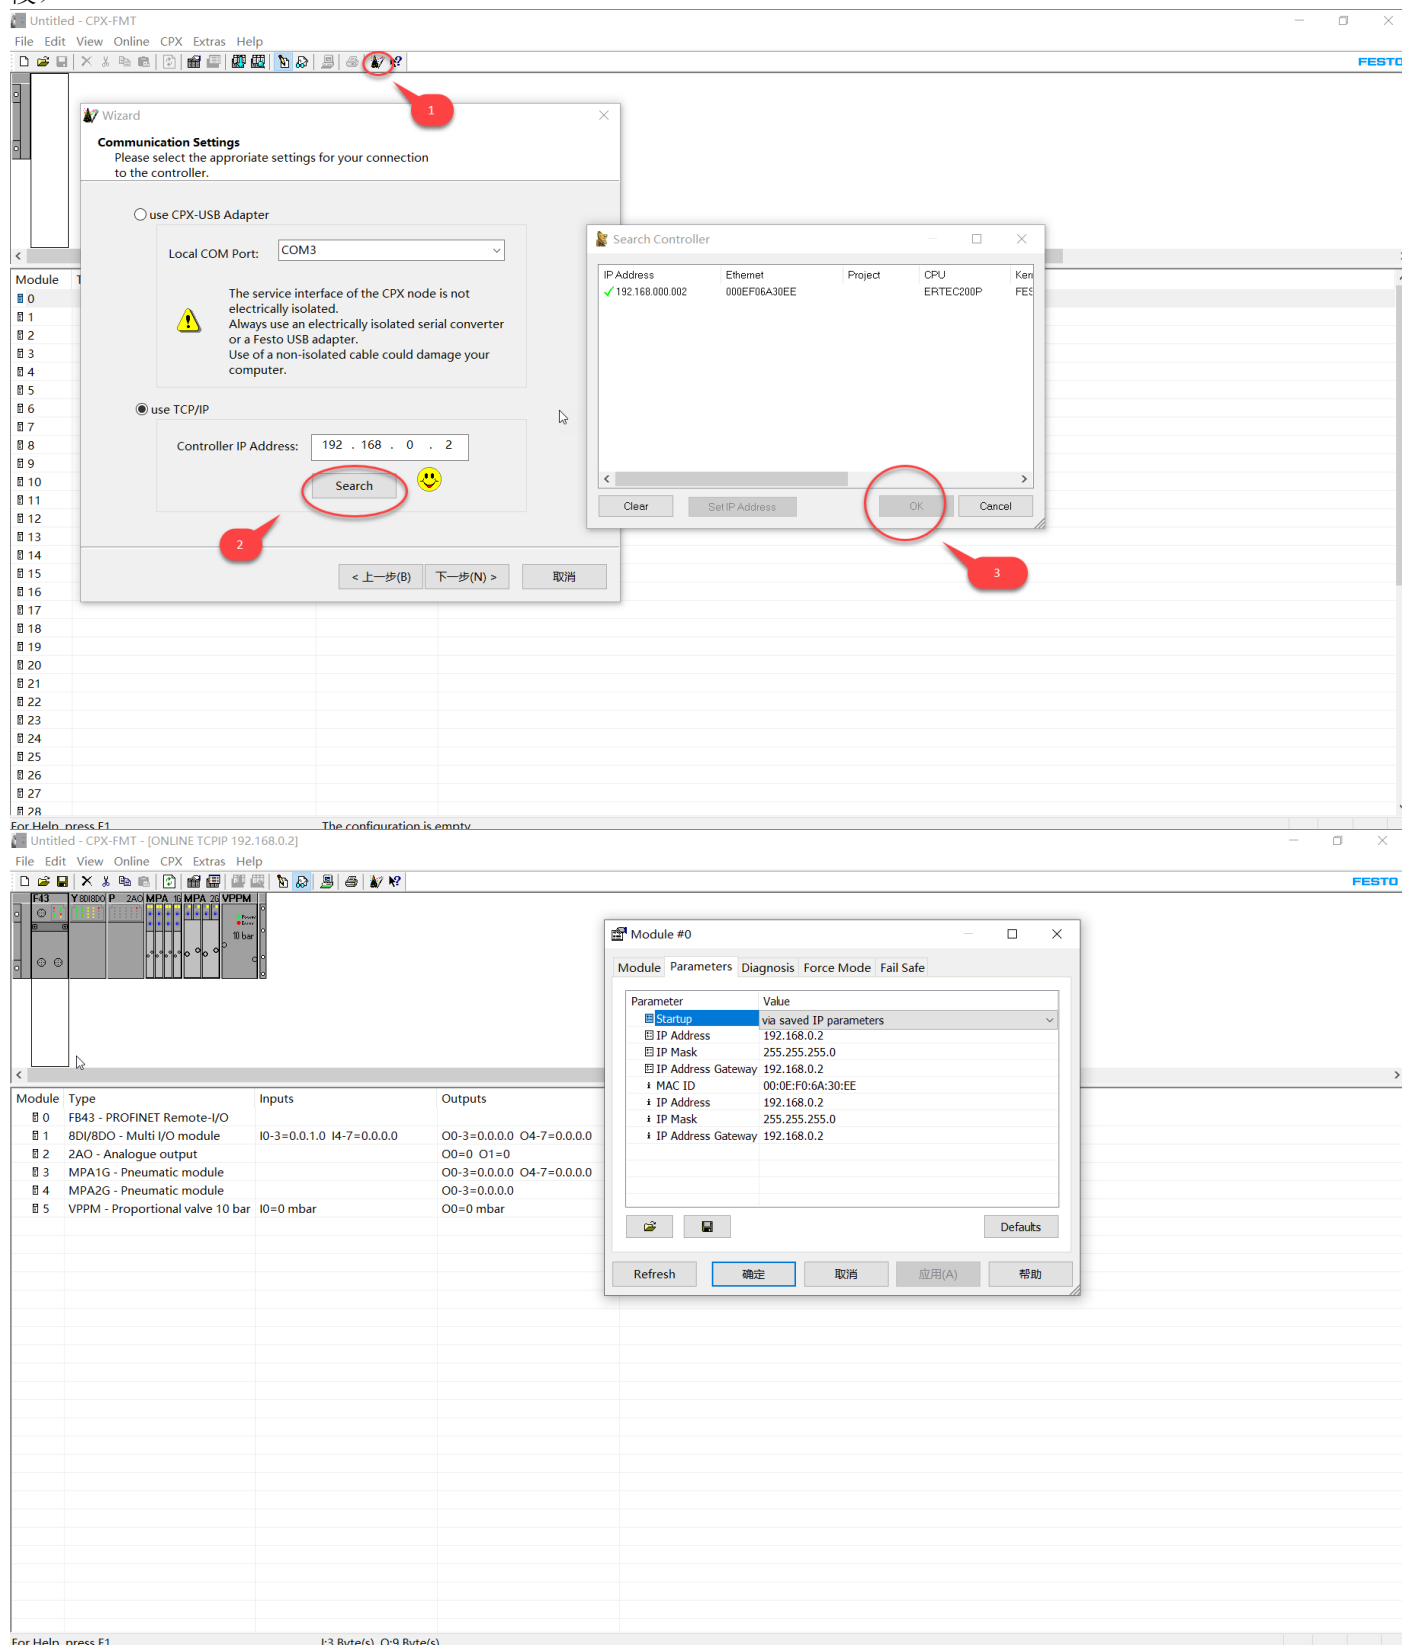 Untitled - CPX-FMT
File Edit View Online CPX Extras Help
FESTO
1
Wizard
Communication Settings
Please select the approriate settings for your connection
to the controller.
use CPX-USB Adapter
Local COM Port: COM3
The service interface of the CPX node is not
electrically isolated.
Always use an electrically isolated serial converter
or a Festo USB adapter.
Use of a non-isolated cable could damage your
computer.
use TCP/IP
Controller IP Address: 192 . 168 . 0 . 2
Search
2
< 上一步(B) 下一步(N) > 取消
Search Controller
IP Address Ethernet Project CPU Ken
192.168.000.002 000EF06A30EE ERTEC200P FES
Clear Set IP Address OK Cancel
3
Module
0
1
2
3
4
5
6
7
8
9
10
11
12
13
14
15
16
17
18
19
20
21
22
23
24
25
26
27
28
For Help, press F1 The configuration is empty
Untitled - CPX-FMT - [ONLINE TCPIP 192.168.0.2]
File Edit View Online CPX Extras Help
FESTO
F43 Y 8DI8DO P 2AO MPA 1G MPA 2G VPPM
10 bar
Module Type Inputs Outputs
0 FB43 - PROFINET Remote-I/O
1 8DI/8DO - Multi I/O module I0-3=0.0.1.0 I4-7=0.0.0.0 O0-3=0.0.0.0 O4-7=0.0.0.0
2 2AO - Analogue output O0=0 O1=0
3 MPA1G - Pneumatic module O0-3=0.0.0.0 O4-7=0.0.0.0
4 MPA2G - Pneumatic module O0-3=0.0.0.0
5 VPPM - Proportional valve 10 bar I0=0 mbar O0=0 mbar
Module #0
Module Parameters Diagnosis Force Mode Fail Safe
Parameter Value
Startup via saved IP parameters
IP Address 192.168.0.2
IP Mask 255.255.255.0
IP Address Gateway 192.168.0.2
MAC ID 00:0E:F0:6A:30:EE
IP Address 192.168.0.2
IP Mask 255.255.255.0
IP Address Gateway 192.168.0.2
Defaults
Refresh 确定 取消 应用(A) 帮助
For Help, press F1 I:3 Byte(s) O:9 Byte(s)